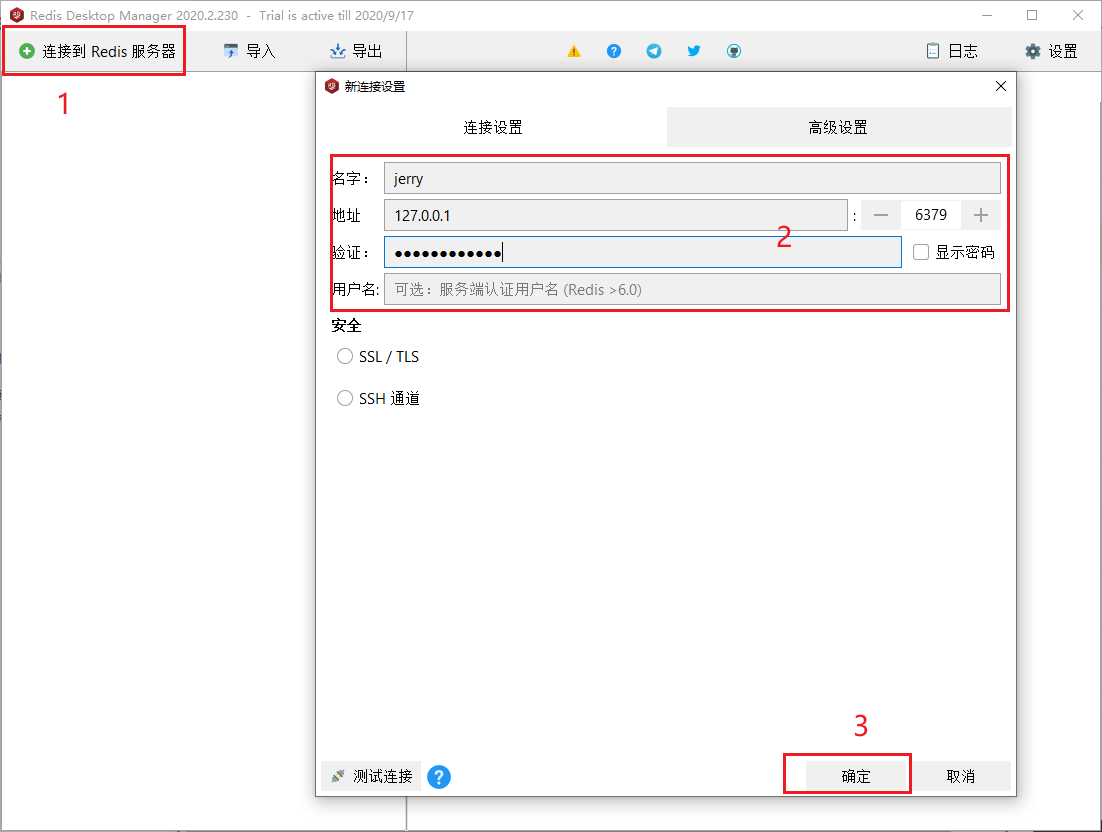 Redis Desktop Manager 2020.2.230 - Trial is active till 2020/9/17
连接到 Redis 服务器 导入 导出 日志 设置
1
新连接设置
连接设置 高级设置
名字： jerry
地址 127.0.0.1 : 6379
2
验证： ●●●●●●●●●●●● 显示密码
用户名: 可选：服务端认证用户名 (Redis >6.0)
安全
SSL / TLS
SSH 通道
3
测试连接 ? 确定 取消